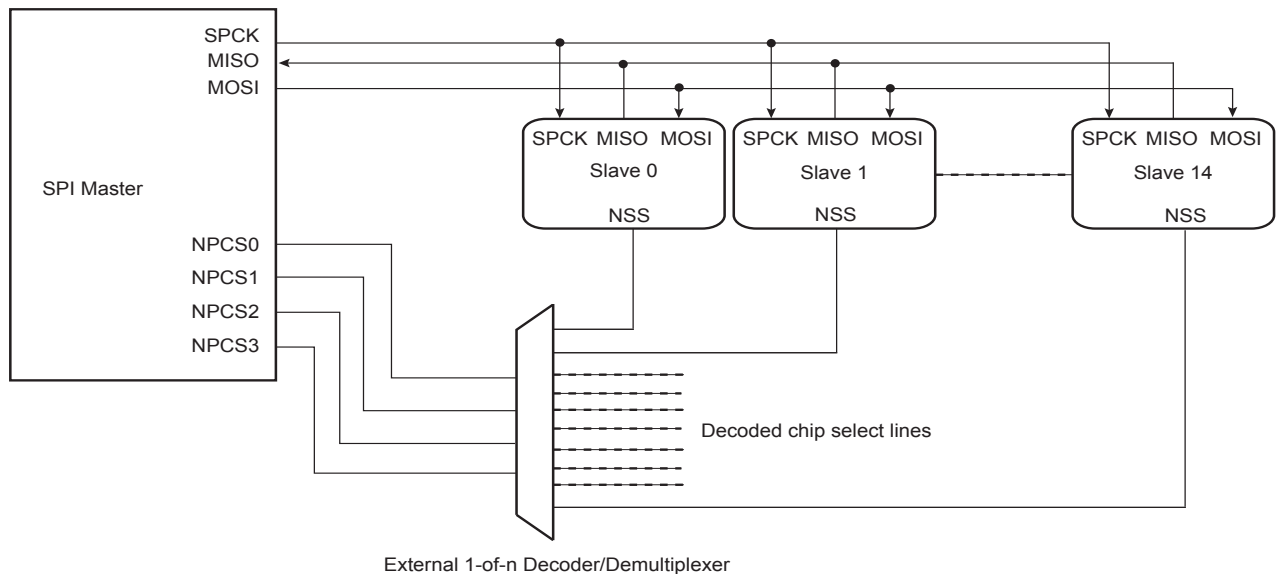 SPI Master
SPCK
MISO
MOSI
NPCS0
NPCS1
NPCS2
NPCS3
SPCK MISO MOSI
Slave 0
NSS
SPCK MISO MOSI
Slave 1
NSS
SPCK MISO MOSI
Slave 14
NSS
Decoded chip select lines
External 1-of-n Decoder/Demultiplexer